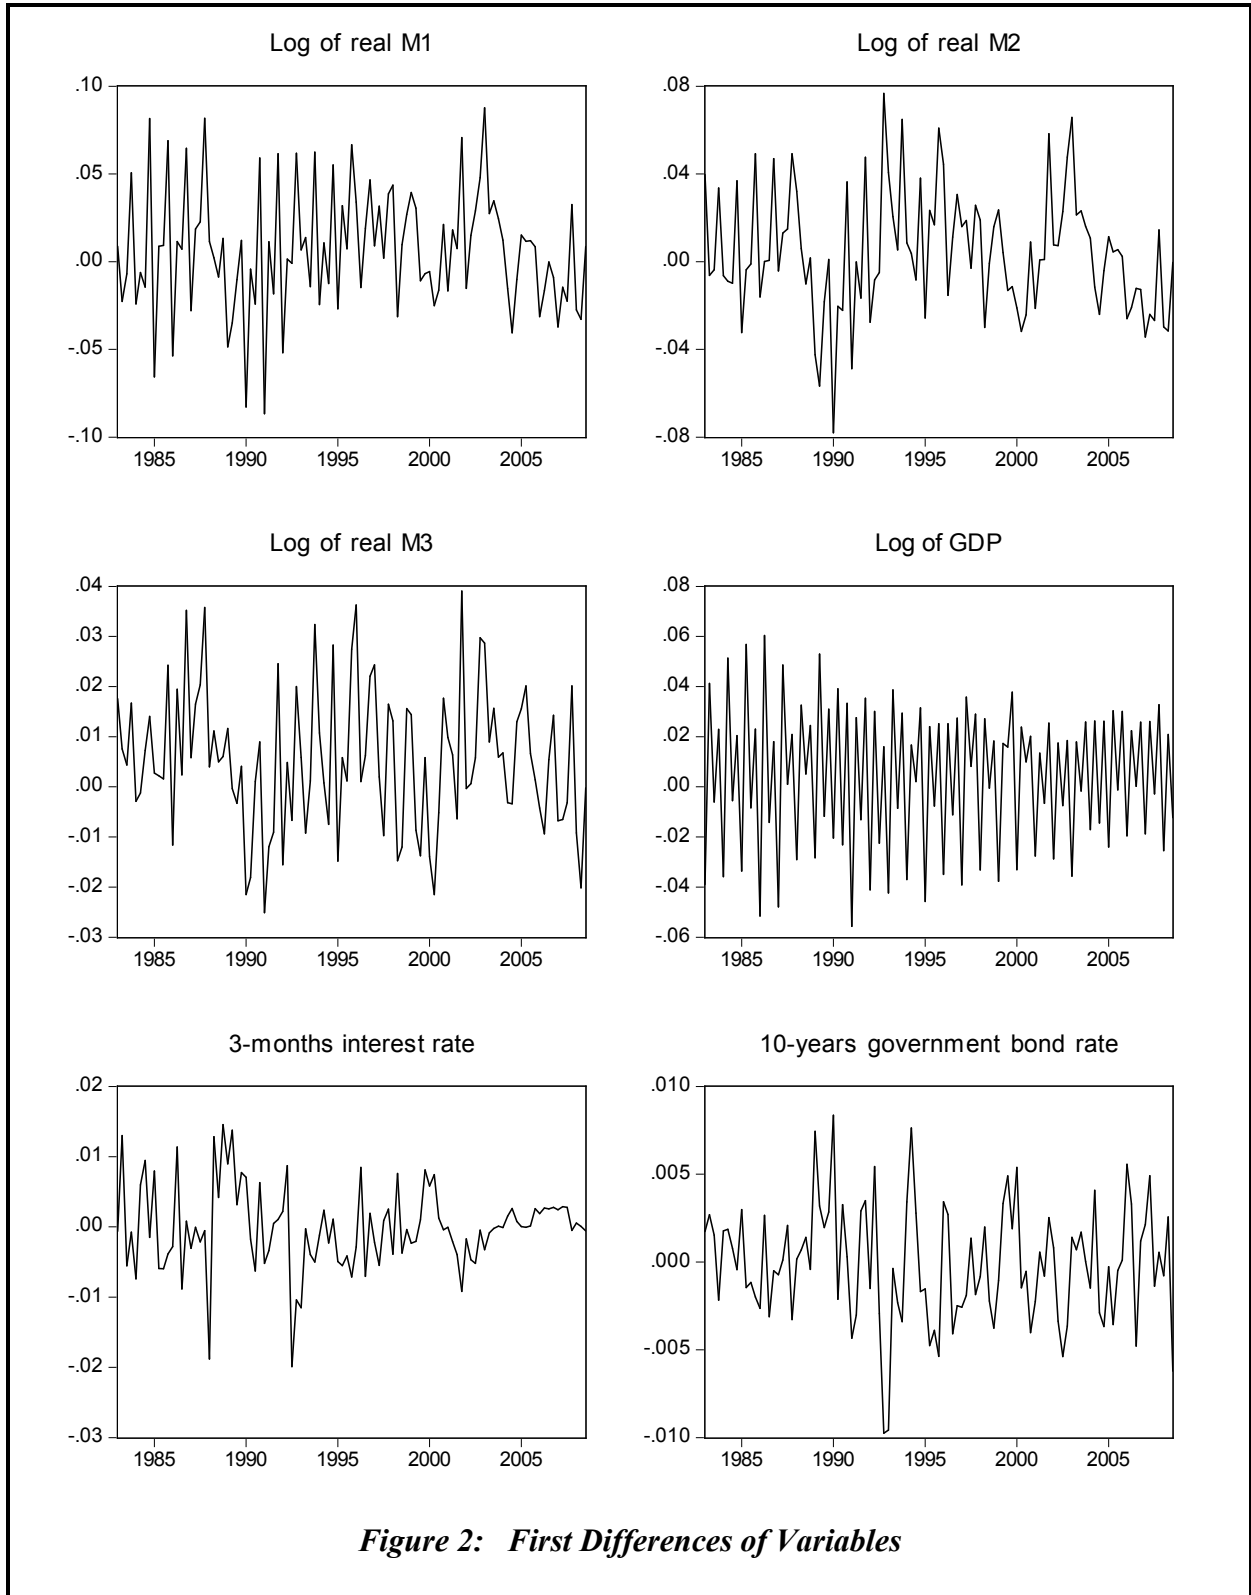 Log of real M1
.10
.05
.00
-.05
-.10
1985 1990 1995 2000 2005
Log of real M2
.08
.04
.00
-.04
-.08
1985 1990 1995 2000 2005
Log of real M3
.04
.03
.02
.01
.00
-.01
-.02
-.03
1985 1990 1995 2000 2005
Log of GDP
.08
.06
.04
.02
.00
-.02
-.04
-.06
1985 1990 1995 2000 2005
3-months interest rate
.02
.01
.00
-.01
-.02
-.03
1985 1990 1995 2000 2005
10-years government bond rate
.010
.005
.000
-.005
-.010
1985 1990 1995 2000 2005
Figure 2: First Differences of Variables